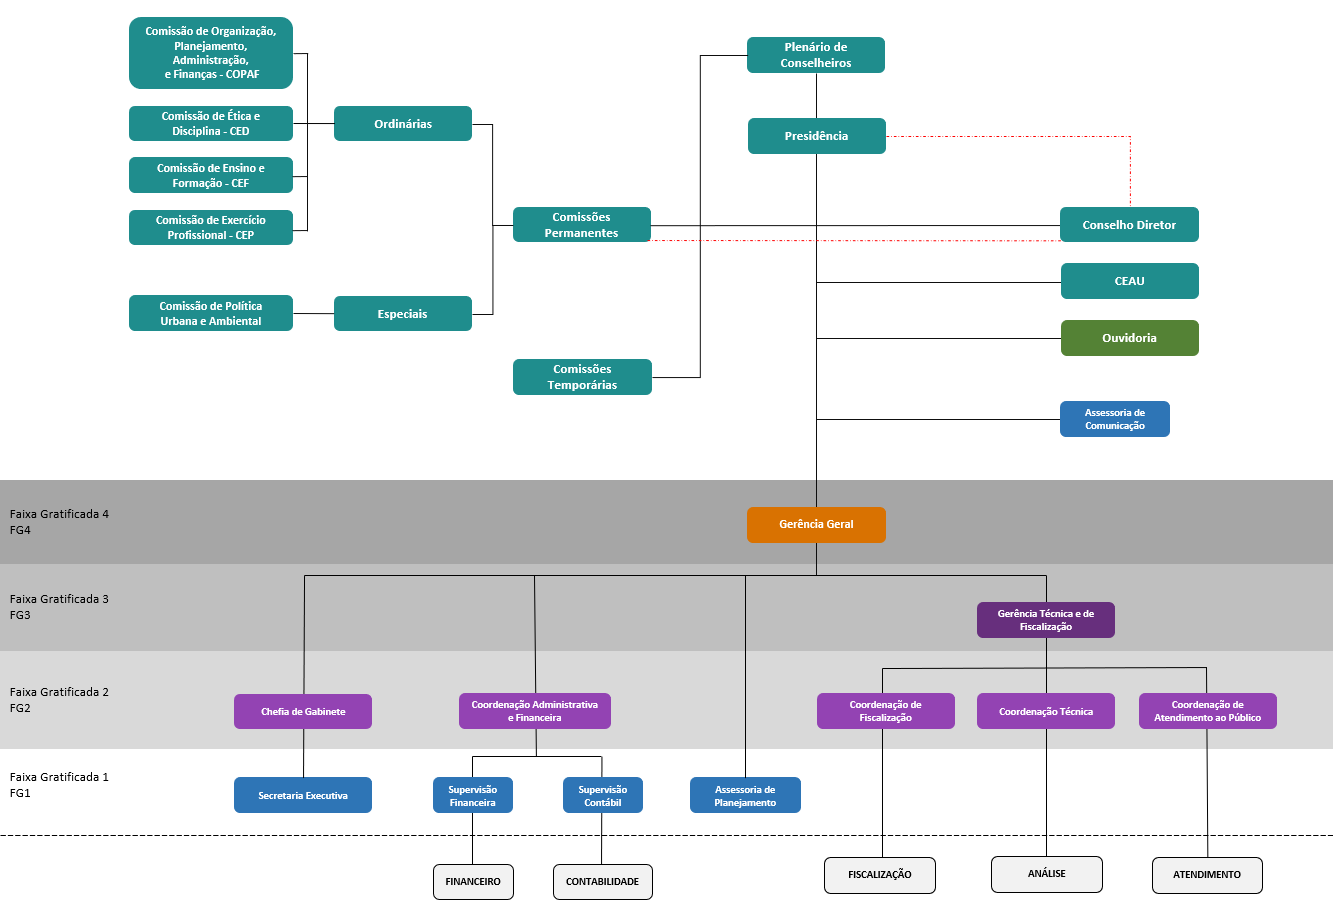 Comissão de Organização,
Planejamento,
Administração,
e Finanças - COPAF
Plenário de
Conselheiros
Comissão de Ética e
Disciplina - CED
Ordinárias
Presidência
Comissão de Ensino e
Formação - CEF
Comissão de Exercício
Profissional - CEP
Comissões
Permanentes
Conselho Diretor
CEAU
Comissão de Política
Urbana e Ambiental
Especiais
Ouvidoria
Comissões
Temporárias
Assessoria de
Comunicação
Faixa Gratificada 4
FG4
Gerência Geral
Faixa Gratificada 3
FG3
Gerência Técnica e de
Fiscalização
Faixa Gratificada 2
FG2
Chefia de Gabinete
Coordenação Administrativa
e Financeira
Coordenação de
Fiscalização
Coordenação Técnica
Coordenação de
Atendimento ao Público
Faixa Gratificada 1
FG1
Secretaria Executiva
Supervisão
Financeira
Supervisão
Contábil
Assessoria de
Planejamento
FINANCEIRO
CONTABILIDADE
FISCALIZAÇÃO
ANÁLISE
ATENDIMENTO